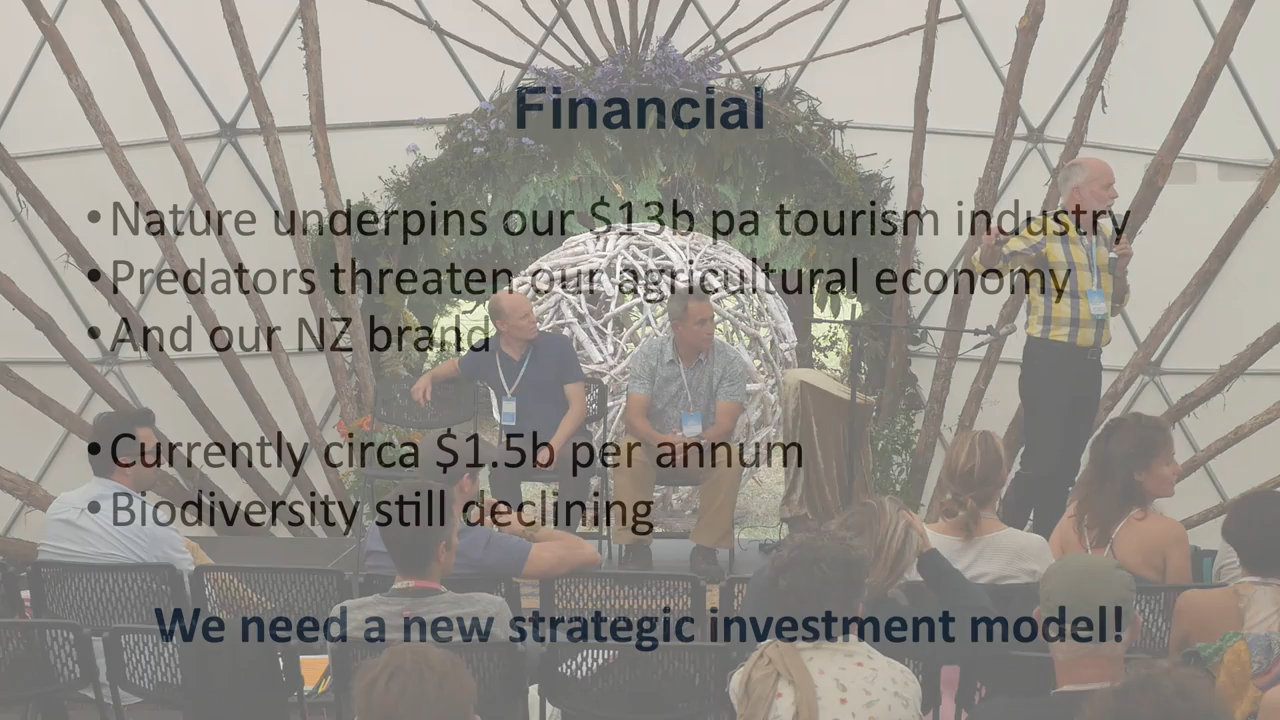 Financial
•Nature underpins our $13b pa tourism industry
•Predators threaten our agricultural economy
•And our NZ brand
•Currently circa $1.5b per annum
•Biodiversity still declining
We need a new strategic investment model!